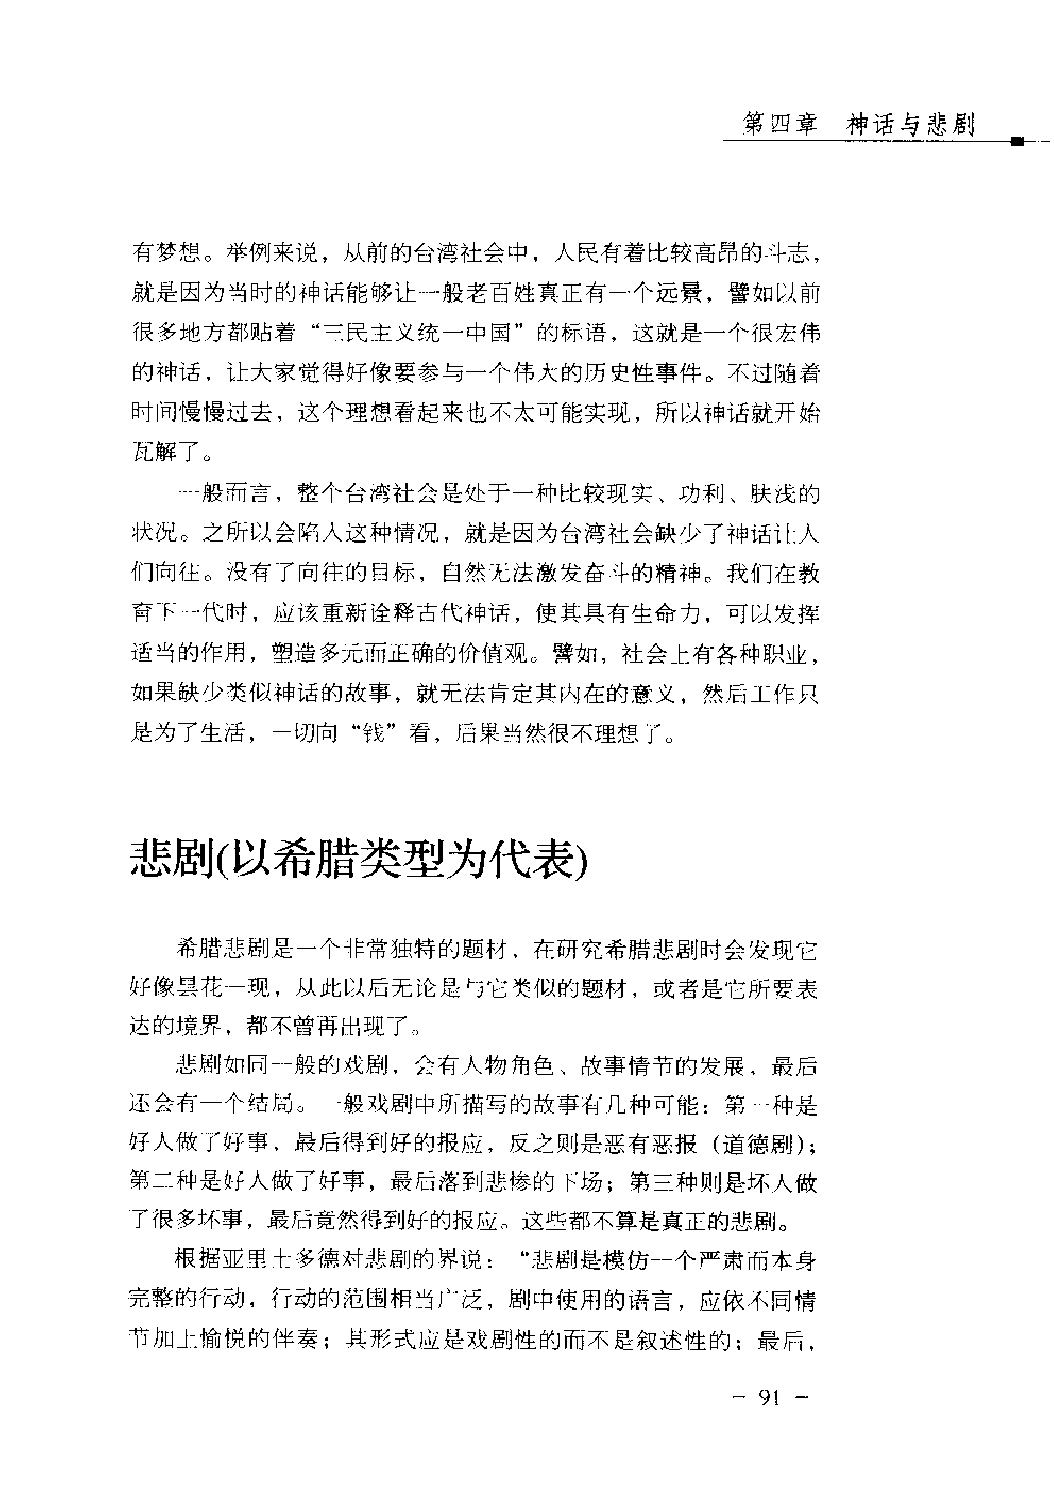 第四章 神话与悲剧
有梦想。举例来说，从前的台湾社会中，人民有着比较高昂的斗志，
就是因为当时的神话能够让一般老百姓真正有一个远景，譬如以前
很多地方都贴着“三民主义统一中国”的标语，这就是一个很宏伟
的神话，让大家觉得好像要参与一个伟大的历史性事件。不过随着
时间慢慢过去，这个理想看起来也不太可能实现，所以神话就开始
瓦解了。
一般而言，整个台湾社会是处于一种比较现实、功利、肤浅的
状况。之所以会陷入这种情况，就是因为台湾社会缺少了神话让人
们向往。没有了向往的目标，自然无法激发奋斗的精神。我们在教
育下一代时，应该重新诠释古代神话，使其具有生命力，可以发挥
适当的作用，塑造多元而正确的价值观。譬如，社会上有各种职业，
如果缺少类似神话的故事，就无法肯定其内在的意义，然后工作只
是为了生活，一切向“钱”看，后果当然很不理想了。
悲剧(以希腊类型为代表)
希腊悲剧是一个非常独特的题材，在研究希腊悲剧时会发现它
好像昙花一现，从此以后无论是与它类似的题材，或者是它所要表
达的境界，都不曾再出现了。
悲剧如同一般的戏剧，会有人物角色、故事情节的发展，最后
还会有一个结局。一般戏剧中所描写的故事有几种可能：第一种是
好人做了好事，最后得到好的报应，反之则是恶有恶报（道德剧）；
第二种是好人做了好事，最后落到悲惨的下场；第三种则是坏人做
了很多坏事，最后竟然得到好的报应。这些都不算是真正的悲剧。
根据亚里士多德对悲剧的界说：“悲剧是模仿一个严肃而本身
完整的行动，行动的范围相当广泛，剧中使用的语言，应依不同情
节加上愉悦的伴奏；其形式应是戏剧性的而不是叙述性的；最后，
- 91 -